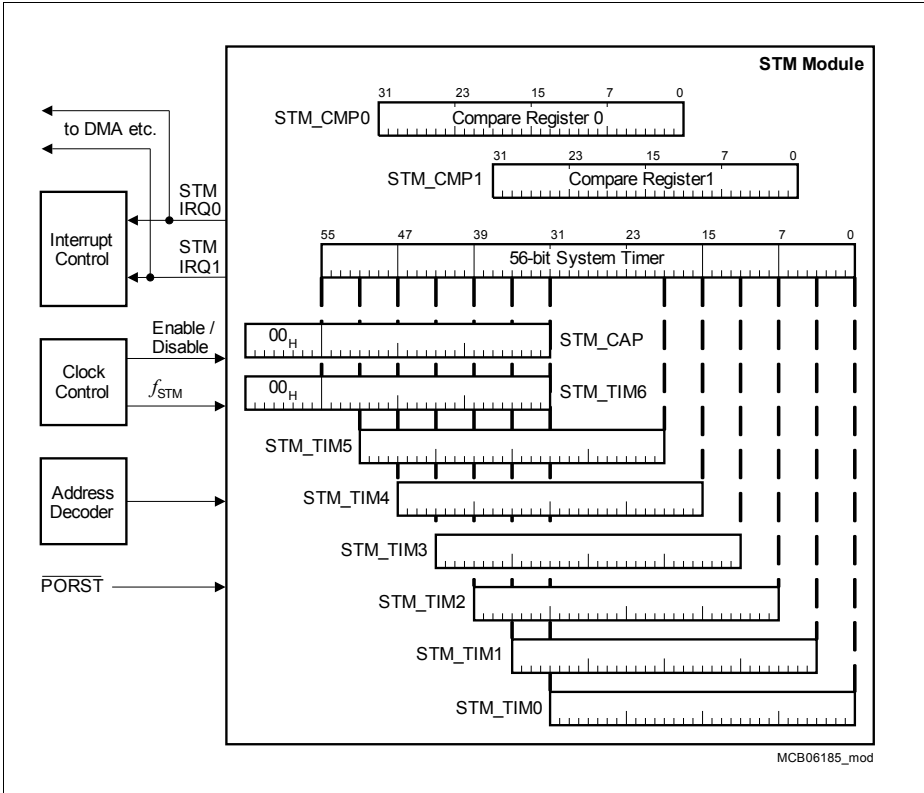 STM Module
31 23 15 7 0
STM_CMP0 Compare Register 0
31 23 15 7 0
STM_CMP1 Compare Register1
to DMA etc.
STM
IRQ0
STM
IRQ1
Interrupt
Control
55 47 39 31 23 15 7 0
56-bit System Timer
Enable /
Disable
Clock
Control
fSTM
00H STM_CAP
00H STM_TIM6
STM_TIM5
STM_TIM4
Address
Decoder
STM_TIM3
PORST
STM_TIM2
STM_TIM1
STM_TIM0
MCB06185_mod